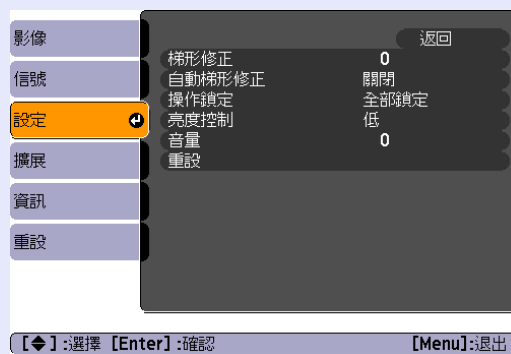 影像
信號
設定
擴展
資訊
重設
返回
梯形修正 0
自動梯形修正 關閉
操作鎖定 全部鎖定
亮度控制 低
音量 0
重設
[◆]:選擇 [Enter]:確認 [Menu]:退出